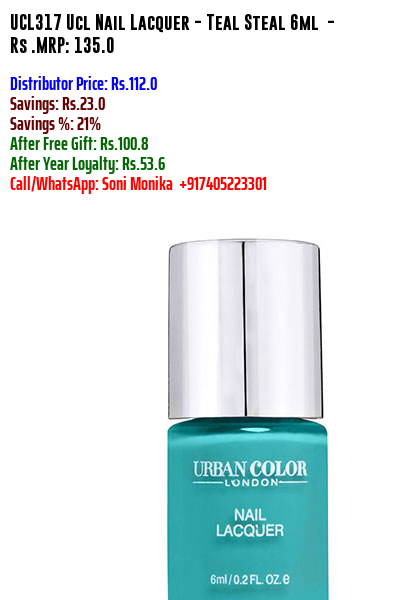 UCL317 Ucl Nail Lacquer - Teal Steal 6ml -
Rs .MRP: 135.0
Distributor Price: Rs.112.0
Savings: Rs.23.0
Savings %: 21%
After Free Gift: Rs.100.8
After Year Loyalty: Rs.53.6
Call/WhatsApp: Soni Monika +917405223301
URBAN COLOR
LONDON
NAIL
LACQUER
6ml/0.2 FL. OZ. e